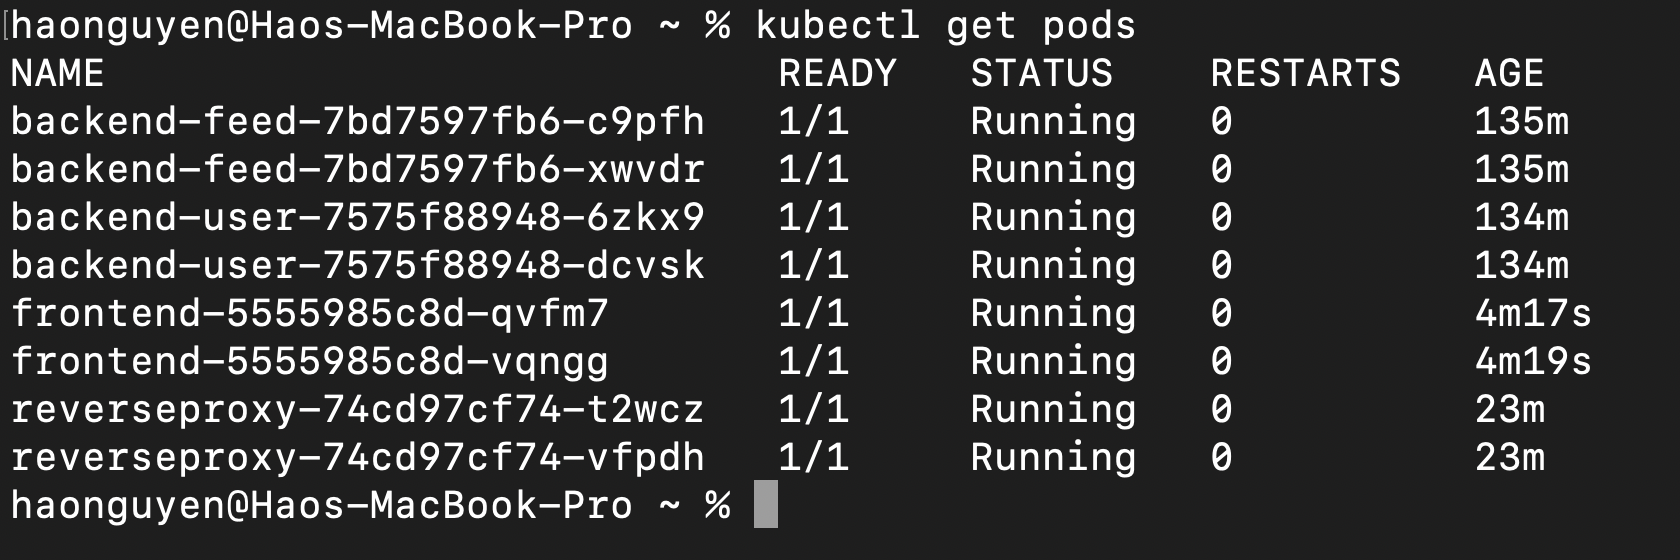 haonguyen@Haos-MacBook-Pro ~ % kubectl get pods
NAME READY STATUS RESTARTS AGE
backend-feed-7bd7597fb6-c9pfh 1/1 Running 0 135m
backend-feed-7bd7597fb6-xwvdr 1/1 Running 0 135m
backend-user-7575f88948-6zkx9 1/1 Running 0 134m
backend-user-7575f88948-dcvsk 1/1 Running 0 134m
frontend-5555985c8d-qvfm7 1/1 Running 0 4m17s
frontend-5555985c8d-vqngg 1/1 Running 0 4m19s
reverseproxy-74cd97cf74-t2wcz 1/1 Running 0 23m
reverseproxy-74cd97cf74-vfpdh 1/1 Running 0 23m
haonguyen@Haos-MacBook-Pro ~ %